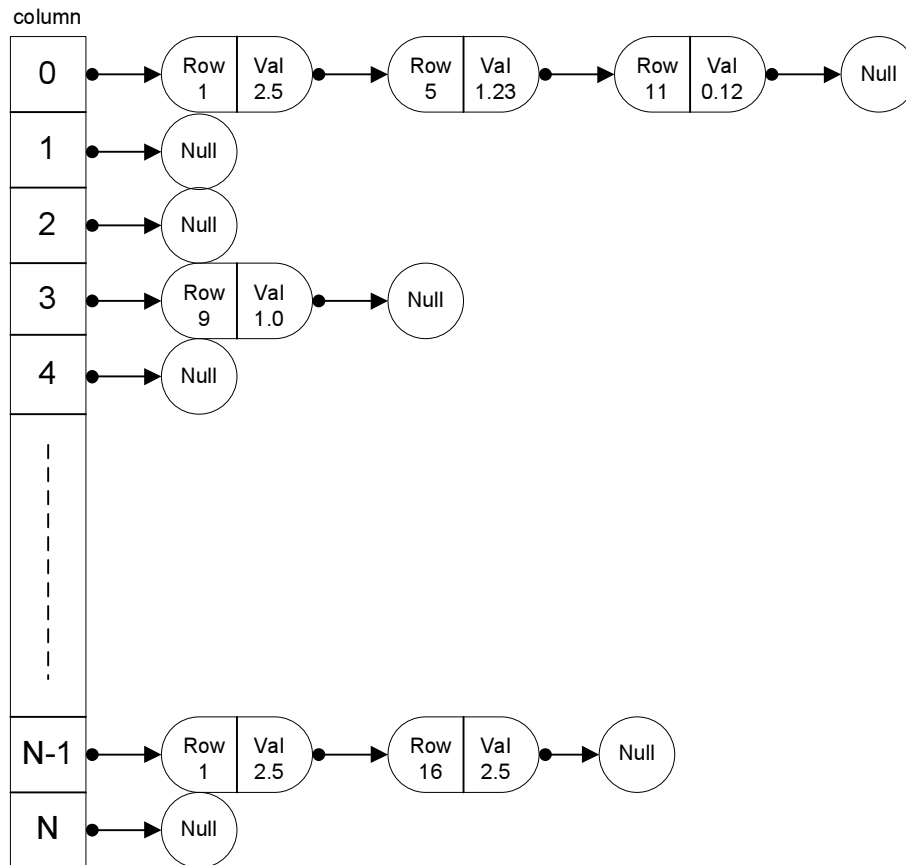 column
0
Row 1 Val 2.5
Row 5 Val 1.23
Row 11 Val 0.12
Null
1
Null
2
Null
3
Row 9 Val 1.0
Null
4
Null
N-1
Row 1 Val 2.5
Row 16 Val 2.5
Null
N
Null